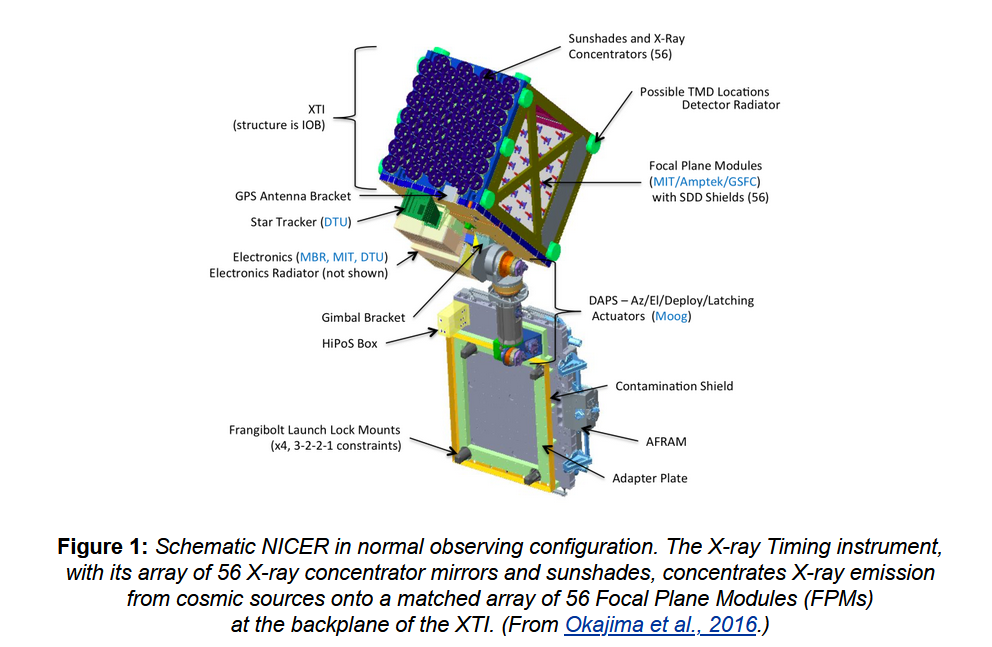 Sunshades and X-Ray
Concentrators (56)
Possible TMD Locations
Detector Radiator
XTI
(structure is IOB)
Focal Plane Modules
(MIT/Amptek/GSFC)
with SDD Shields (56)
GPS Antenna Bracket
Star Tracker (DTU)
Electronics (MBR, MIT, DTU)
Electronics Radiator (not shown)
DAPS – Az/El/Deploy/Latching
Actuators (Moog)
Gimbal Bracket
HiPoS Box
Contamination Shield
Frangibolt Launch Lock Mounts
(x4, 3-2-2-1 constraints)
AFRAM
Adapter Plate
Figure 1: Schematic NICER in normal observing configuration. The X-ray Timing instrument,
with its array of 56 X-ray concentrator mirrors and sunshades, concentrates X-ray emission
from cosmic sources onto a matched array of 56 Focal Plane Modules (FPMs)
at the backplane of the XTI. (From Okajima et al., 2016.)